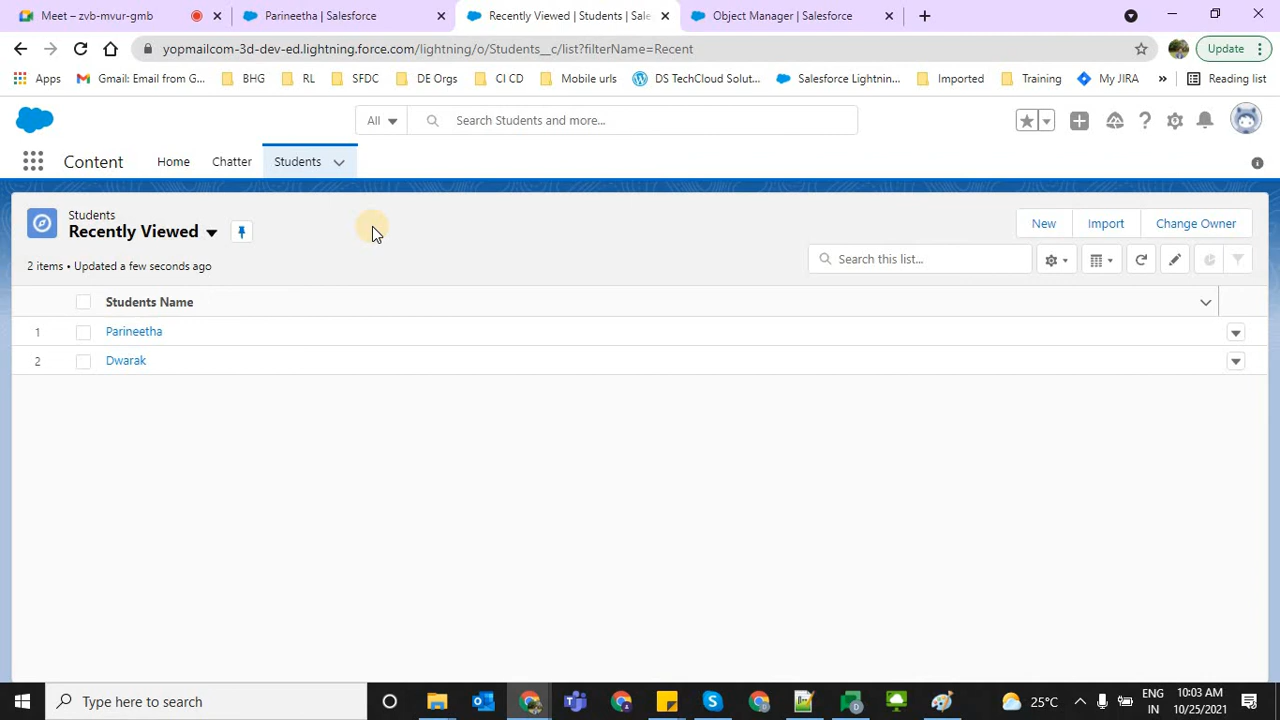 Meet – zvb-mvur-gmb
Parineetha | Salesforce
Recently Viewed | Students | Sale
Object Manager | Salesforce
yopmailcom-3d-dev-ed.lightning.force.com/lightning/o/Students__c/list?filterName=Recent
Update
Apps
Gmail: Email from G...
BHG
RL
SFDC
DE Orgs
CI CD
Mobile urls
DS TechCloud Solut...
Salesforce Lightnin...
Imported
Training
My JIRA
»
Reading list
All
Search Students and more...
Content
Home
Chatter
Students
Students
Recently Viewed
New
Import
Change Owner
2 items • Updated a few seconds ago
Search this list...
Students Name
1 Parineetha
2 Dwarak
Type here to search
25°C
ENG
IN
10:03 AM
10/25/2021